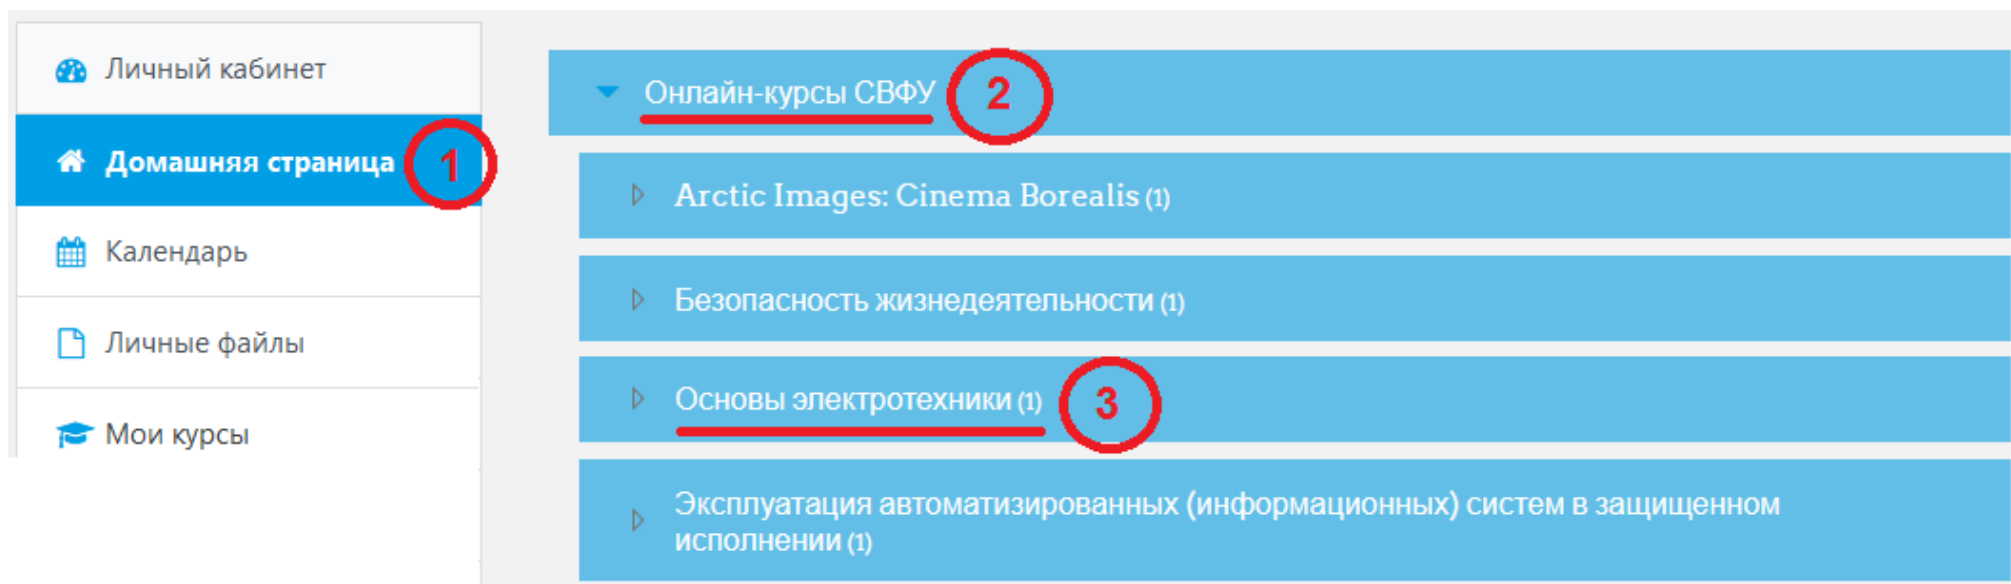 Личный кабинет
Домашняя страница 1
Календарь
Личные файлы
Мои курсы
Онлайн-курсы СВФУ 2
Arctic Images: Cinema Borealis (1)
Безопасность жизнедеятельности (1)
Основы электротехники (1) 3
Эксплуатация автоматизированных (информационных) систем в защищенном
исполнении (1)